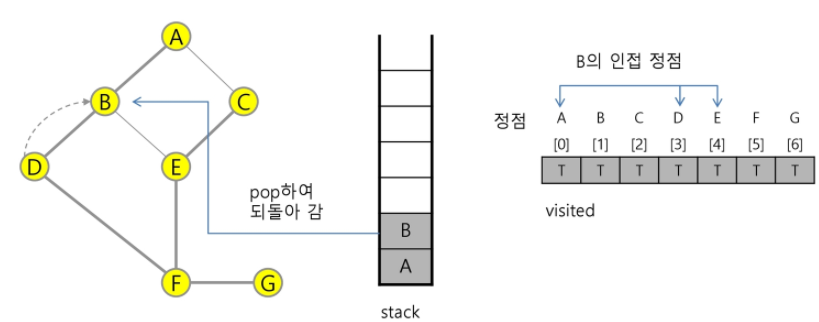 A
B
C
D
E
F
G
pop하여
되돌아 감
B
A
stack
B의 인접 정점
정점 A B C D E F G
[0] [1] [2] [3] [4] [5] [6]
T T T T T T T
visited